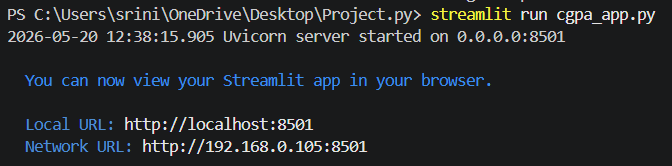 PS C:\Users\srini\OneDrive\Desktop\Project.py> streamlit run cgpa_app.py
2026-05-20 12:38:15.905 Uvicorn server started on 0.0.0.0:8501
You can now view your Streamlit app in your browser.
Local URL: http://localhost:8501
Network URL: http://192.168.0.105:8501